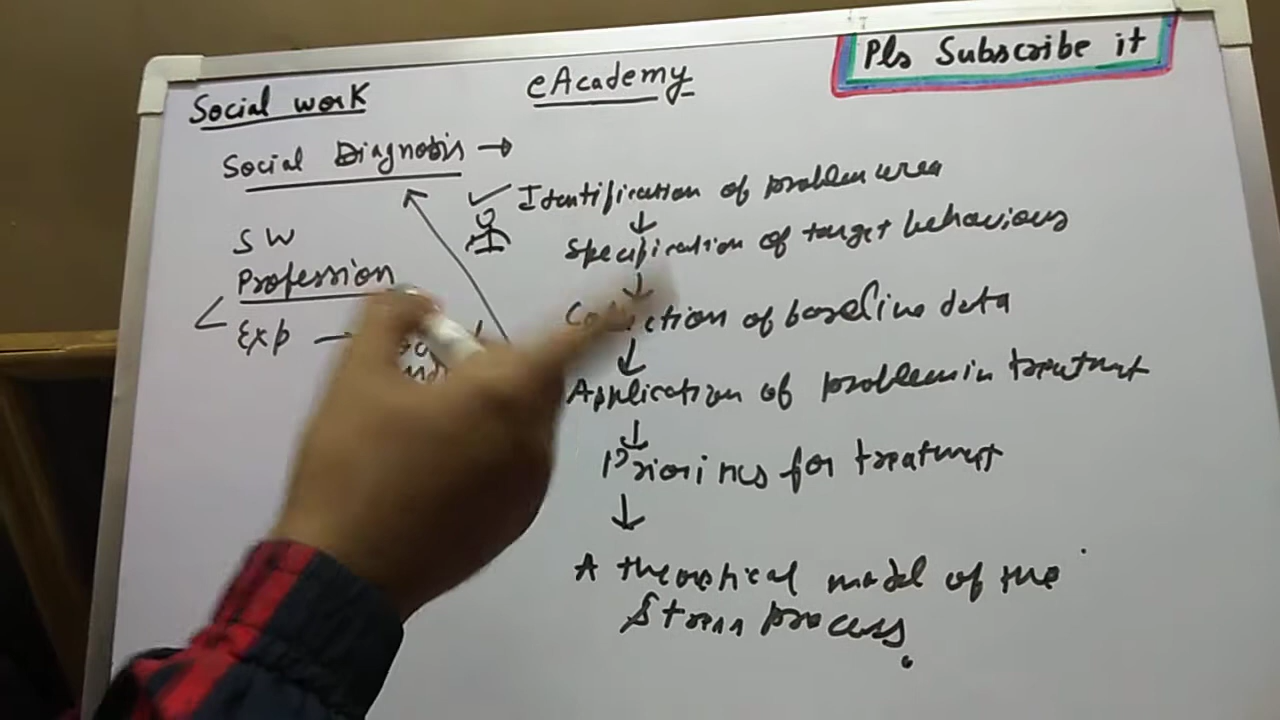 Social work
eAcademy
Pls Subscribe it
Social Diagnosis →
✓ Identification of problem area
↓
Specification of target behaviours
↓
Collection of baseline data
↓
Application of problem in treatment
↓
Priorities for treatment
↓
A theoretical model of the
Stress process.
SW
Profession
Exp →